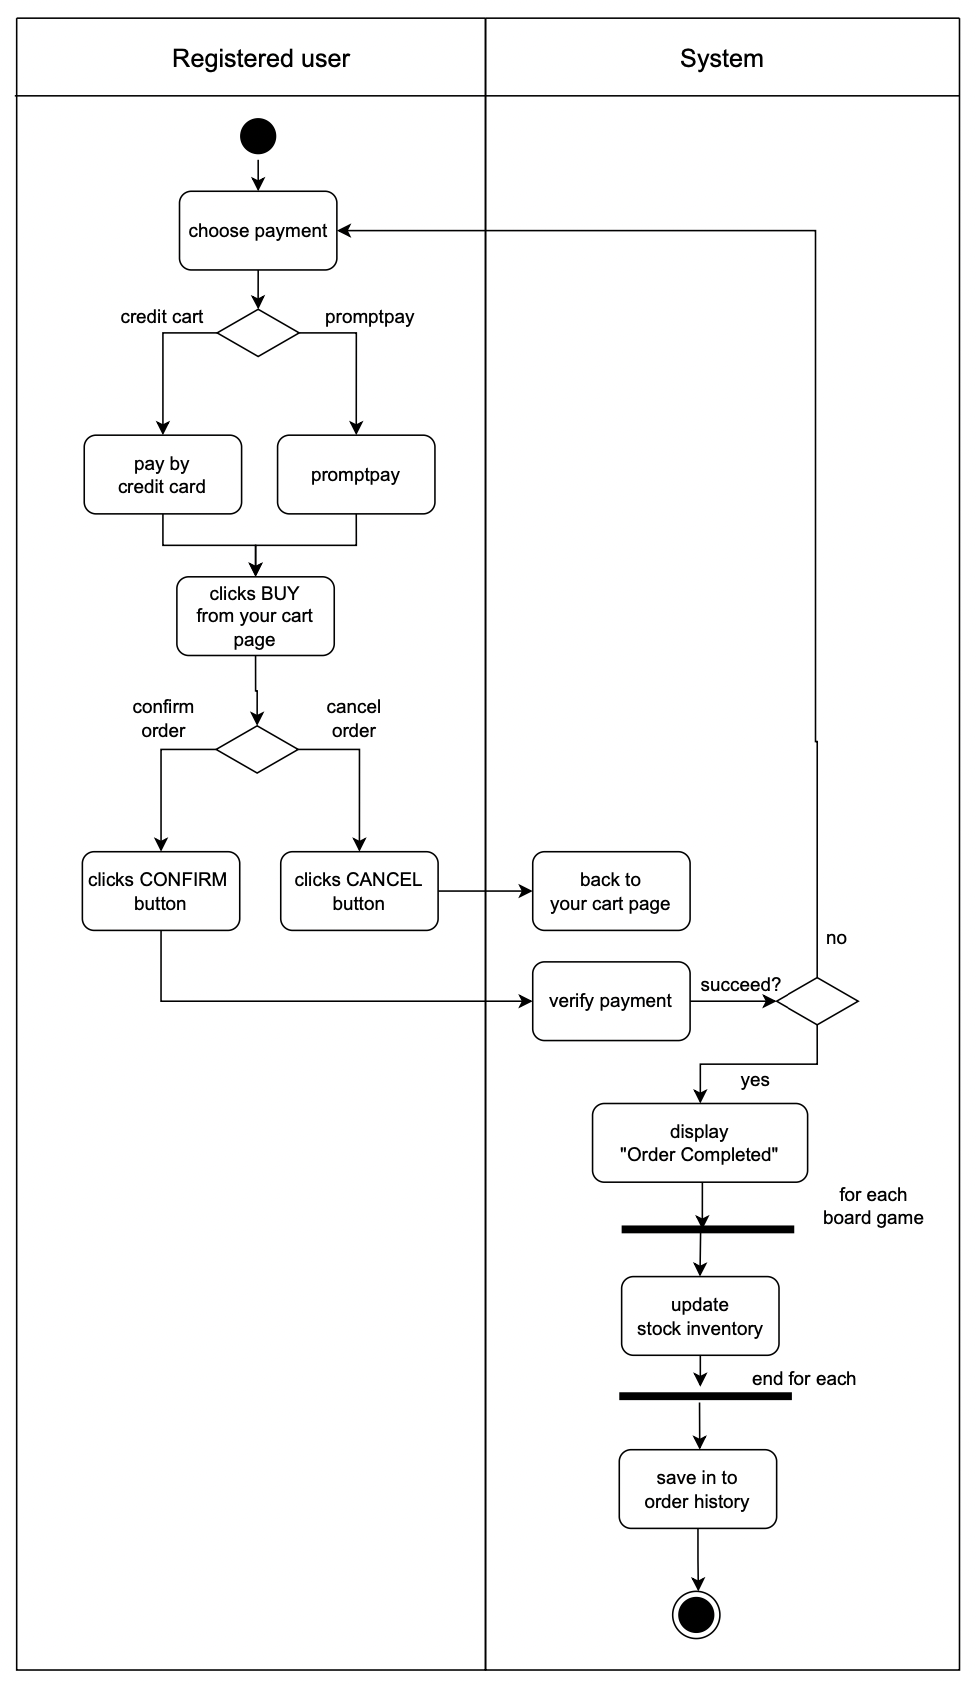 Registered user
System
choose payment
credit cart
promptpay
pay by
credit card
promptpay
clicks BUY
from your cart
page
confirm
order
cancel
order
clicks CONFIRM
button
clicks CANCEL
button
back to
your cart page
no
verify payment
succeed?
yes
display
"Order Completed"
for each
board game
update
stock inventory
end for each
save in to
order history